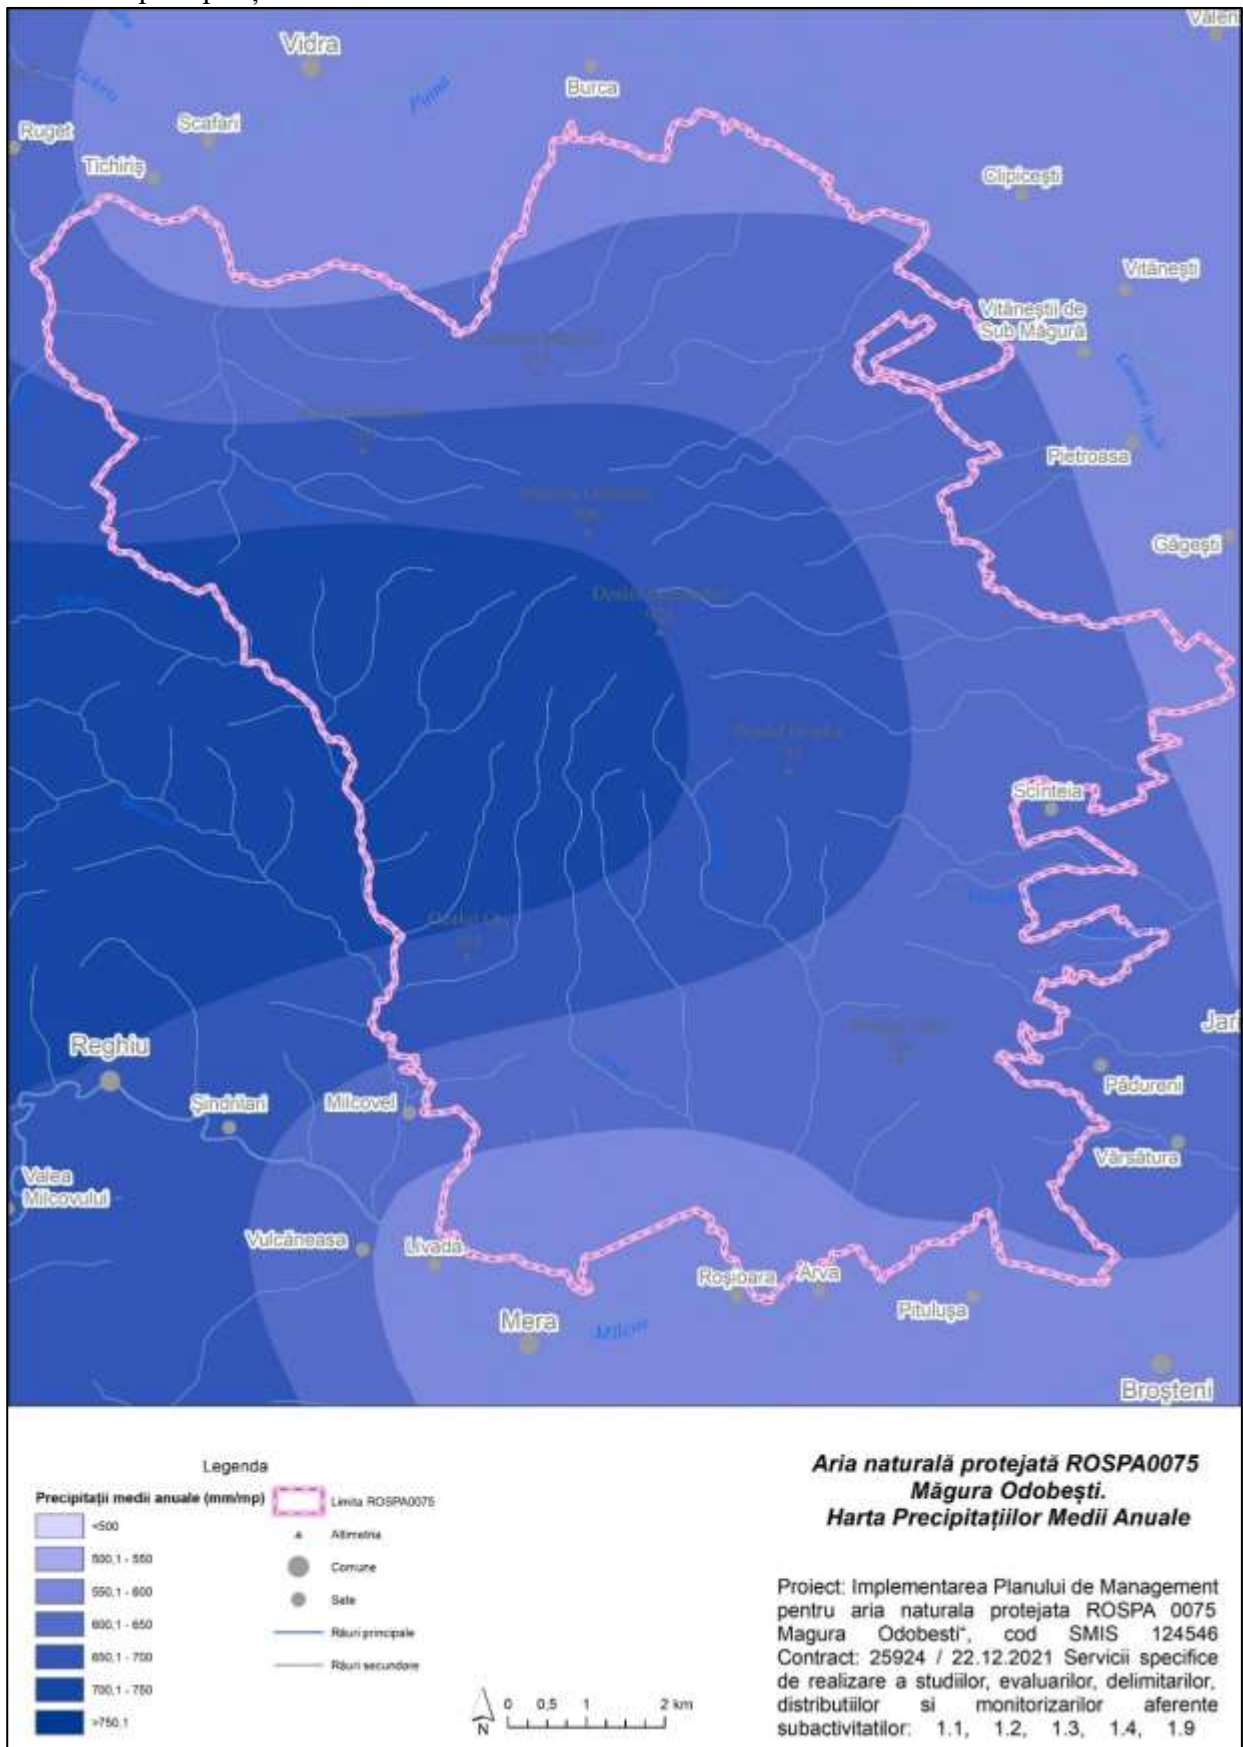 Vidra
Văleni
Burca
Putna
Scafari
Ruget
Tichiriș
Clipicești
Vităneștii
Vităneștii de
Sub Măgură
Pietroasa
Găgești
Scînteia
Jari
Reghiu
Șindrilari
Milcovel
Pădureni
Vărsătura
Valea
Milcovului
Vulcăneasa
Livada
Roșioara
Arva
Mera
Milcov
Pitulușa
Broșteni
Legenda
Precipitații medii anuale (mm/mp)
<500
500,1 - 550
550,1 - 600
600,1 - 650
650,1 - 700
700,1 - 750
>750,1
Limita ROSPA0075
Altimetria
Comune
Sate
Râuri principale
Râuri secundare
0 0,5 1 2 km
N
Aria naturală protejată ROSPA0075
Măgura Odobești.
Harta Precipitațiilor Medii Anuale
Proiect: Implementarea Planului de Management
pentru aria naturala protejata ROSPA 0075
Magura Odobesti“, cod SMIS 124546
Contract: 25924 / 22.12.2021 Servicii specifice
de realizare a studiilor, evaluarilor, delimitarilor,
distributiilor si monitorizarilor aferente
subactivitatilor: 1.1, 1.2, 1.3, 1.4, 1.9